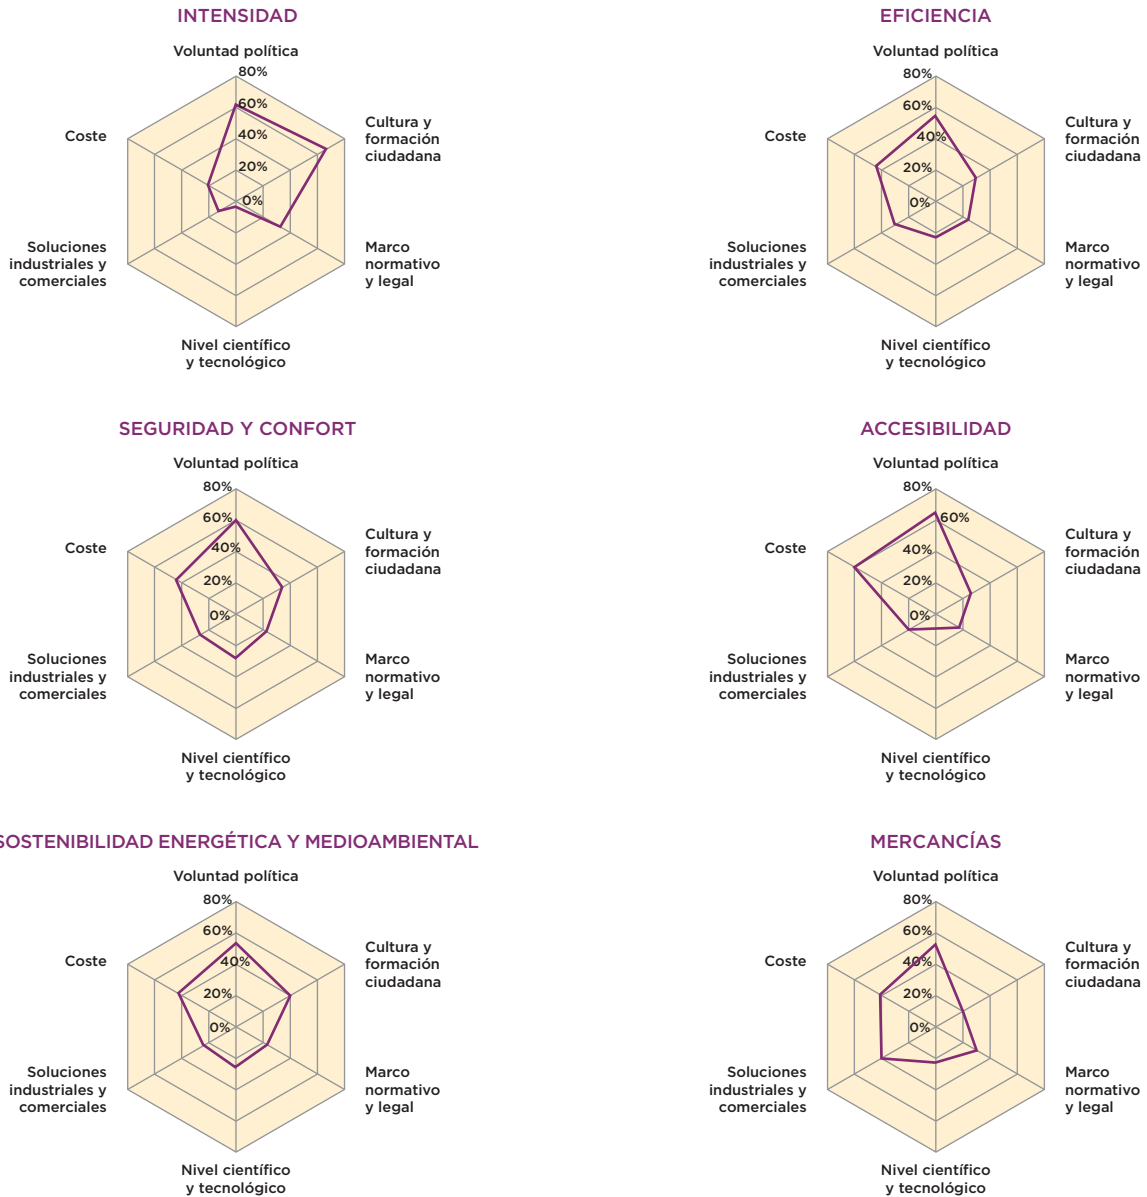 INTENSIDAD
Voluntad política
80%
60%
40%
20%
0%
Cultura y
formación
ciudadana
Marco
normativo
y legal
Nivel científico
y tecnológico
Soluciones
industriales y
comerciales
Coste
EFICIENCIA
Voluntad política
80%
60%
40%
20%
0%
Cultura y
formación
ciudadana
Marco
normativo
y legal
Nivel científico
y tecnológico
Soluciones
industriales y
comerciales
Coste
SEGURIDAD Y CONFORT
Voluntad política
80%
60%
40%
20%
0%
Cultura y
formación
ciudadana
Marco
normativo
y legal
Nivel científico
y tecnológico
Soluciones
industriales y
comerciales
Coste
ACCESIBILIDAD
Voluntad política
80%
60%
40%
20%
0%
Cultura y
formación
ciudadana
Marco
normativo
y legal
Nivel científico
y tecnológico
Soluciones
industriales y
comerciales
Coste
SOSTENIBILIDAD ENERGÉTICA Y MEDIOAMBIENTAL
Voluntad política
80%
60%
40%
20%
0%
Cultura y
formación
ciudadana
Marco
normativo
y legal
Nivel científico
y tecnológico
Soluciones
industriales y
comerciales
Coste
MERCANCÍAS
Voluntad política
80%
60%
40%
20%
0%
Cultura y
formación
ciudadana
Marco
normativo
y legal
Nivel científico
y tecnológico
Soluciones
industriales y
comerciales
Coste